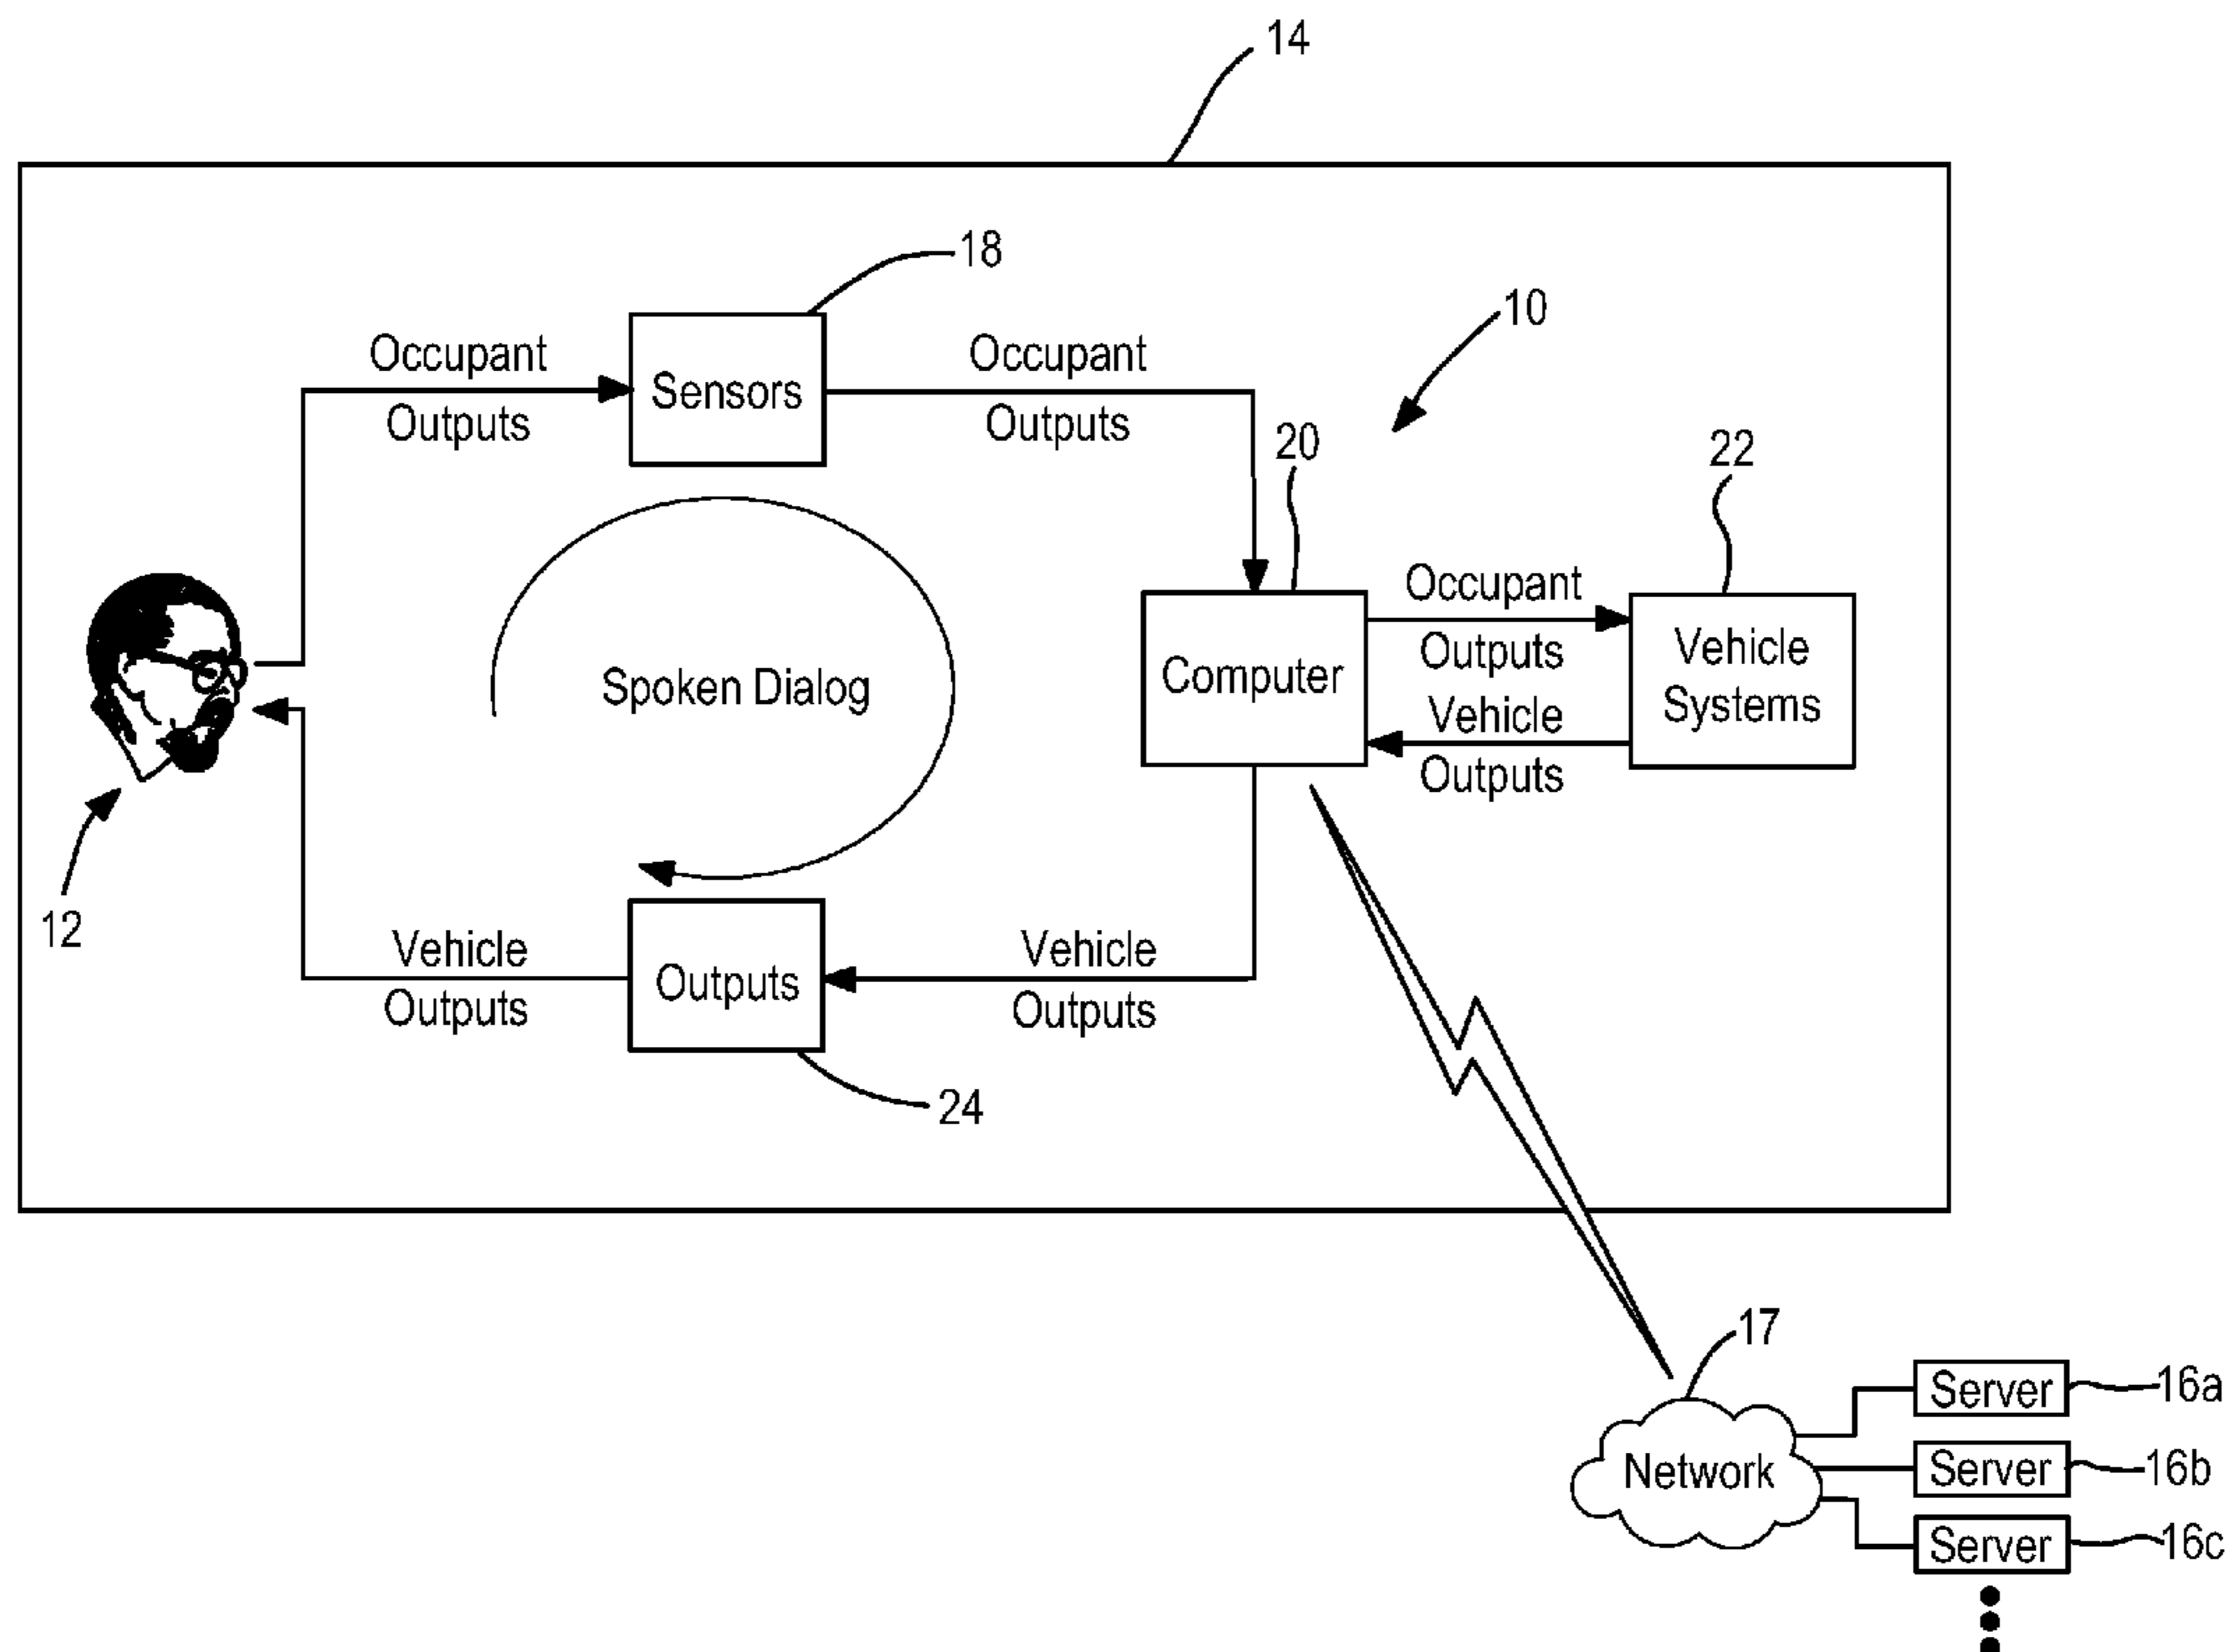 14
18
10
Occupant
Outputs
Sensors
Occupant
Outputs
20
22
Occupant
Outputs
Vehicle
Outputs
Computer
Vehicle
Systems
Spoken Dialog
12
Vehicle
Outputs
Outputs
Vehicle
Outputs
24
17
Network
Server
16a
Server
16b
Server
16c